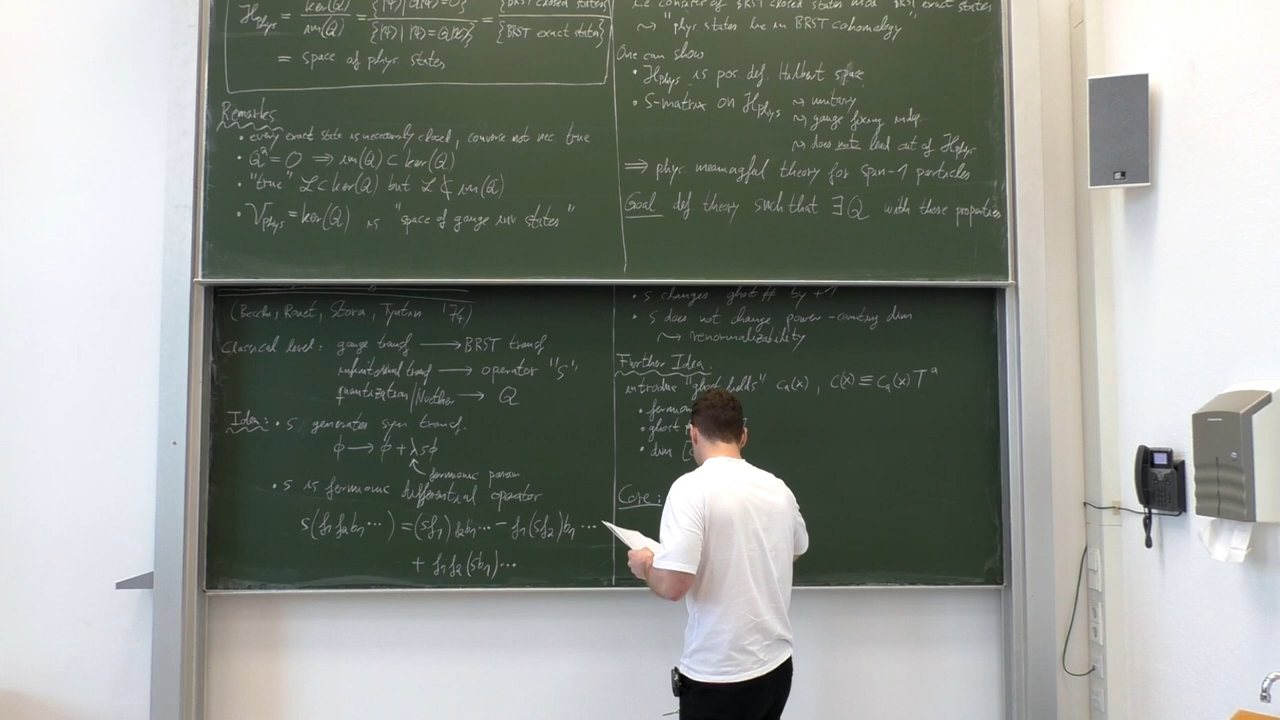 H_phys = ker(Q)/im(Q) = {|ψ⟩ | Q|ψ⟩=0}/{|ψ⟩ | |ψ⟩ = Q|χ⟩} = {BRST closed states}/{BRST exact states}
= space of phys states
Remarks
• every exact state is necessarily closed, converse not nec true
• Q² = 0 ⇒ im(Q) ⊂ ker(Q)
• "true" ⊂ ker(Q) but ⊄ im(Q)
• V_phys = ker(Q) is "space of gauge inv states"
i.e. consists of BRST closed states mod BRST exact states
⇝ "phys states live in BRST cohomology"
One can show
• H_phys is pos def. Hilbert space
• S-matrix on H_phys ⇝ unitary
⇝ gauge fixing indep.
⇝ does not lead out of H_phys
⇒ phys. meaningful theory for spin-1 particles
Goal def theory such that ∃Q with these properties
(Becchi, Rouet, Stora, Tyutin
Classical level: gauge transf ⟶ BRST transf.
infinitesimal transf ⟶ operator "s"
quantization/Noether ⟶ Q
Idea: • s generates sym transf.
ϕ ⟶ ϕ + λsϕ
fermionic param
• s is fermionic differential operator
s(f₁f₂b₁…) = (sf₁)f₂b₁… − f₁(sf₂)b₁…
+ f₁f₂(sb₁)…
• s changes ghost # by +1
• s does not change power-counting dim
⇝ renormalizability
Further Idea:
introduce "ghost fields" c_a(x), c(x) ≡ c_a(x)T^a
• ghost
• dim [
Core: